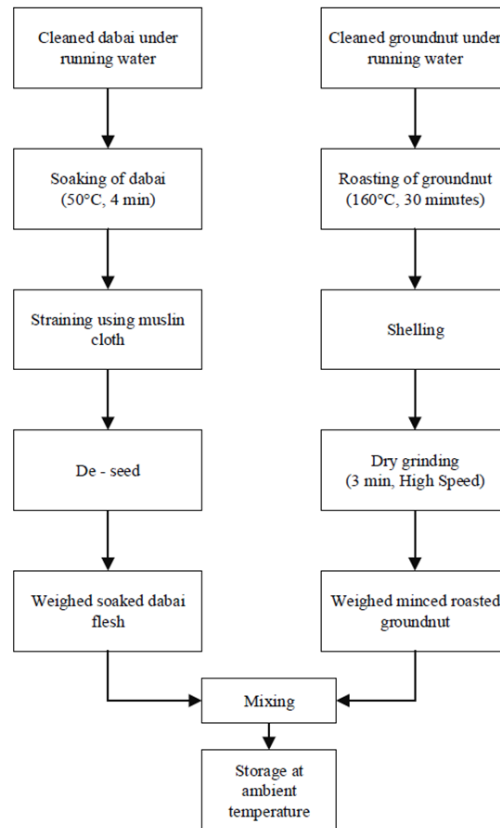 Cleaned dabai under
running water
Soaking of dabai
(50°C, 4 min)
Straining using muslin
cloth
De - seed
Weighed soaked dabai
flesh
Cleaned groundnut under
running water
Roasting of groundnut
(160°C, 30 minutes)
Shelling
Dry grinding
(3 min, High Speed)
Weighed minced roasted
groundnut
Mixing
Storage at
ambient
temperature